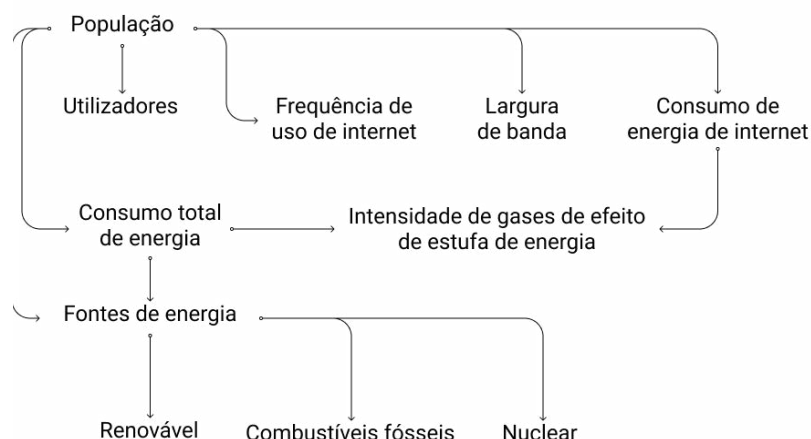 População
Utilizadores
Frequência de
uso de internet
Largura
de banda
Consumo de
energia de internet
Consumo total
de energia
Intensidade de gases de efeito
de estufa de energia
Fontes de energia
Renovável
Combustíveis fósseis
Nuclear